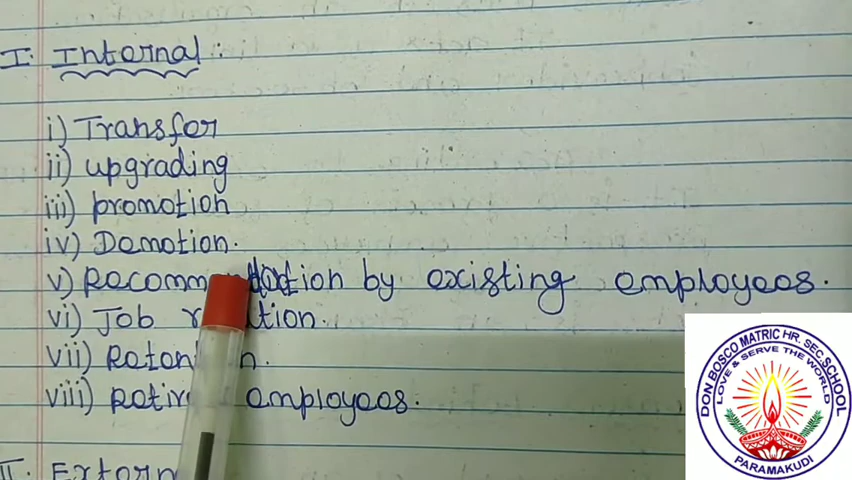 I. Internal:
i) Transfer
ii) upgrading
iii) promotion
iv) Demotion.
by existing employees.
vi) Job
vii)
viii) employees.
II.
DON BOSCO MATRIC HR. SEC. SCHOOL
LOVE & SERVE THE WORLD
PARAMAKUDI